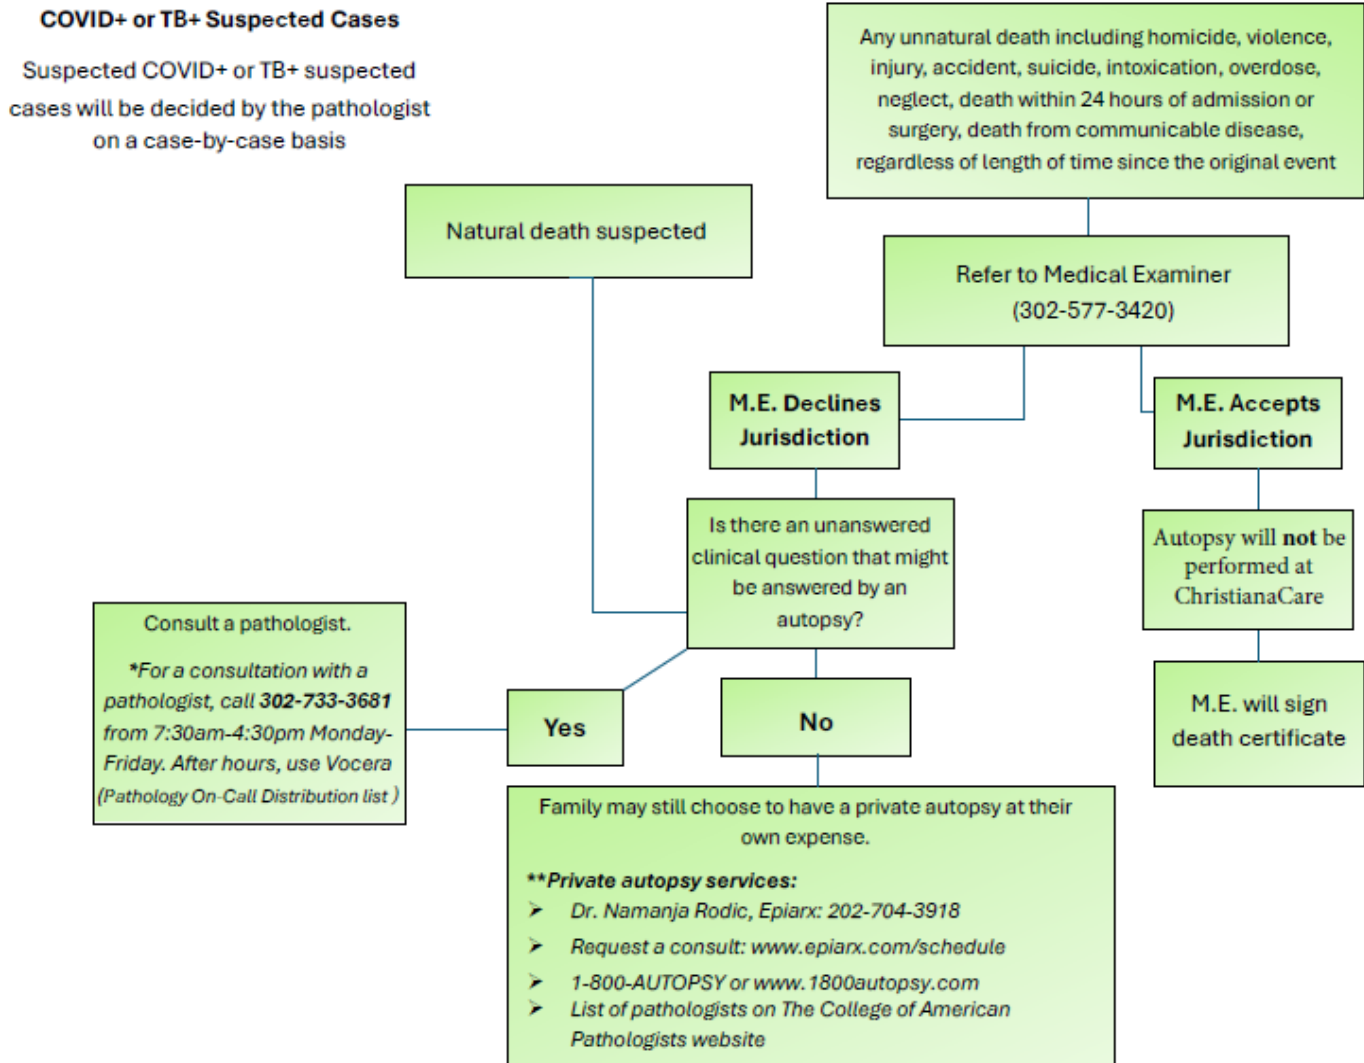 COVID+ or TB+ Suspected Cases
Suspected COVID+ or TB+ suspected
cases will be decided by the pathologist
on a case-by-case basis
Any unnatural death including homicide, violence,
injury, accident, suicide, intoxication, overdose,
neglect, death within 24 hours of admission or
surgery, death from communicable disease,
regardless of length of time since the original event
Natural death suspected
Refer to Medical Examiner
(302-577-3420)
M.E. Declines
Jurisdiction
M.E. Accepts
Jurisdiction
Is there an unanswered
clinical question that might
be answered by an
autopsy?
Autopsy will not be
performed at
ChristianaCare
Consult a pathologist.
*For a consultation with a
pathologist, call 302-733-3681
from 7:30am-4:30pm Monday-
Friday. After hours, use Vocera
(Pathology On-Call Distribution list )
Yes
No
M.E. will sign
death certificate
Family may still choose to have a private autopsy at their
own expense.
**Private autopsy services:
➢ Dr. Namanja Rodic, Epiarx: 202-704-3918
➢ Request a consult: www.epiarx.com/schedule
➢ 1-800-AUTOPSY or www.1800autopsy.com
➢ List of pathologists on The College of American
Pathologists website